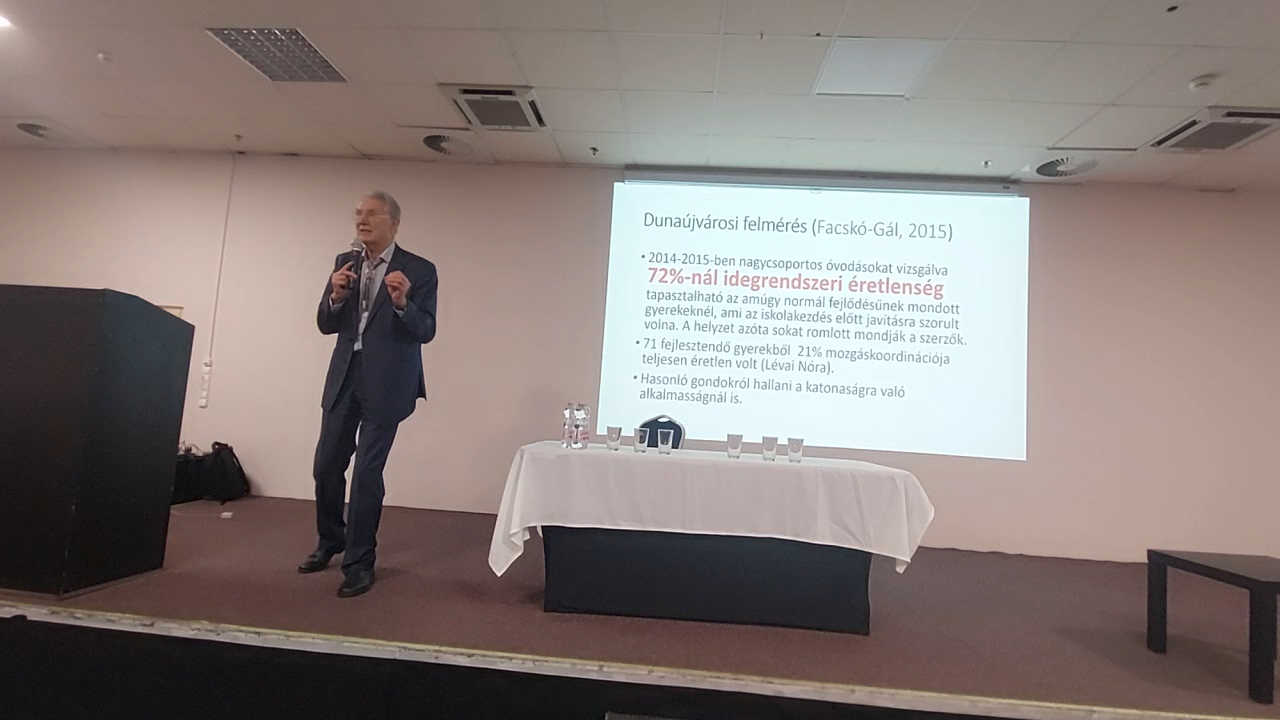 Dunaújvárosi felmérés (Facskó-Gál, 2015)
• 2014-2015-ben nagycsoportos óvodásokat vizsgálva
72%-nál idegrendszeri éretlenség
tapasztalható az amúgy normál fejlődésűnek mondott
gyerekeknél, ami az iskolakezdés előtt javításra szorult
volna. A helyzet azóta sokat romlott mondják a szerzők.
• 71 fejlesztendő gyerekből 21% mozgáskoordinációja
teljesen éretlen volt (Lévai Nóra).
• Hasonló gondokról hallani a katonaságra való
alkalmasságnál is.